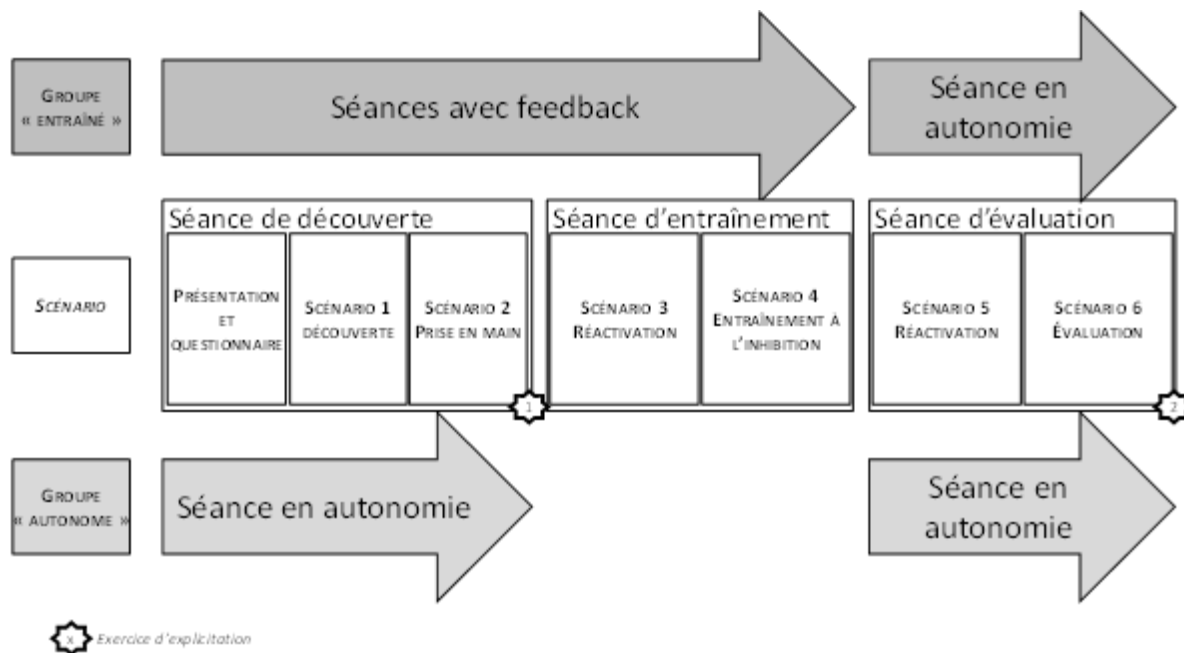 GROUPE
« ENTRAÎNÉ »
Séances avec feedback
Séance en
autonomie
Séance de découverte
Séance d'entraînement
Séance d'évaluation
SCÉNARIO
PRÉSENTATION
ET
QUESTIONNAIRE
SCÉNARIO 1
DÉCOUVERTE
SCÉNARIO 2
PRISE EN MAIN
SCÉNARIO 3
RÉACTIVATION
SCÉNARIO 4
ENTRAÎNEMENT À
L'INHIBITION
SCÉNARIO 5
RÉACTIVATION
SCÉNARIO 6
ÉVALUATION
1
2
GROUPE
« AUTONOME »
Séance en autonomie
Séance en
autonomie
x Exercice d'explicitation